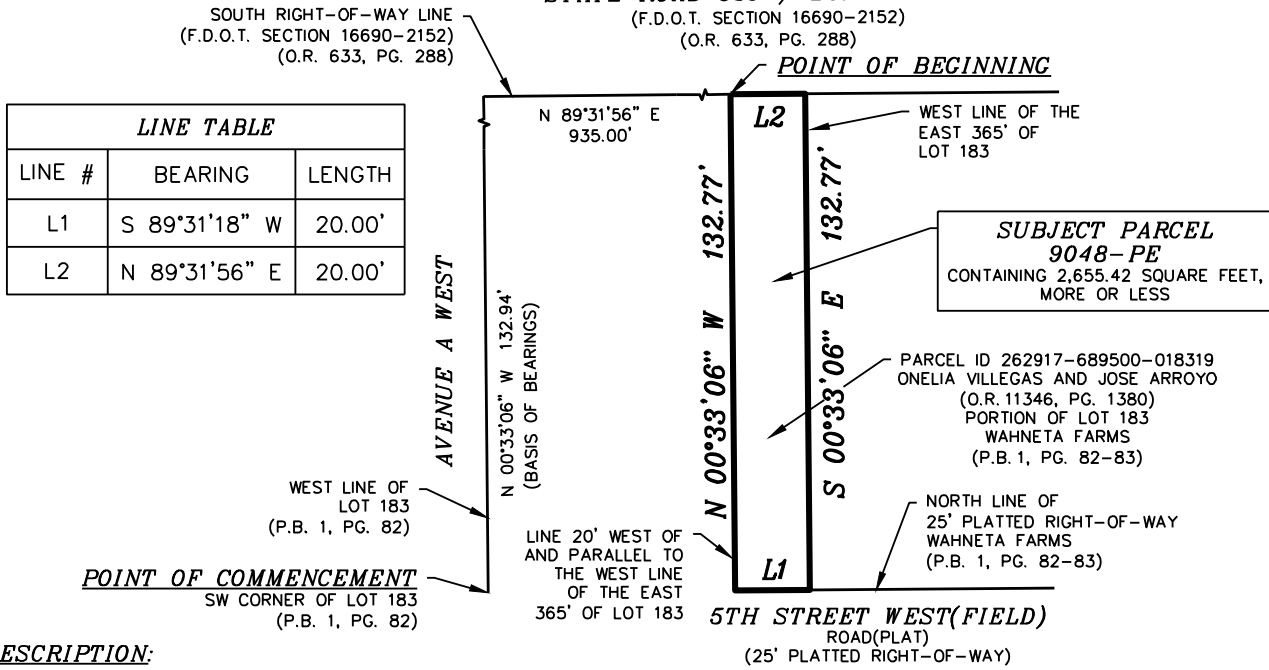 SOUTH RIGHT-OF-WAY LINE
(F.D.O.T. SECTION 16690-2152)
(O.R. 633, PG. 288)
(F.D.O.T. SECTION 16690-2152)
(O.R. 633, PG. 288)
POINT OF BEGINNING
LINE TABLE
LINE # BEARING LENGTH
L1 S 89°31'18" W 20.00'
L2 N 89°31'56" E 20.00'
N 89°31'56" E
935.00'
L2
WEST LINE OF THE
EAST 365' OF
LOT 183
AVENUE A WEST
N 00°33'06" W 132.94'
(BASIS OF BEARINGS)
N 00°33'06" W 132.77'
S 00°33'06" E 132.77'
SUBJECT PARCEL
9048-PE
CONTAINING 2,655.42 SQUARE FEET,
MORE OR LESS
PARCEL ID 262917-689500-018319
ONELIA VILLEGAS AND JOSE ARROYO
(O.R. 11346, PG. 1380)
PORTION OF LOT 183
WAHNETA FARMS
(P.B. 1, PG. 82-83)
WEST LINE OF
LOT 183
(P.B. 1, PG. 82)
POINT OF COMMENCEMENT
SW CORNER OF LOT 183
(P.B. 1, PG. 82)
LINE 20' WEST OF
AND PARALLEL TO
THE WEST LINE
OF THE EAST
365' OF LOT 183
L1
NORTH LINE OF
25' PLATTED RIGHT-OF-WAY
WAHNETA FARMS
(P.B. 1, PG. 82-83)
5TH STREET WEST(FIELD)
ROAD(PLAT)
(25' PLATTED RIGHT-OF-WAY)
ESCRIPTION: